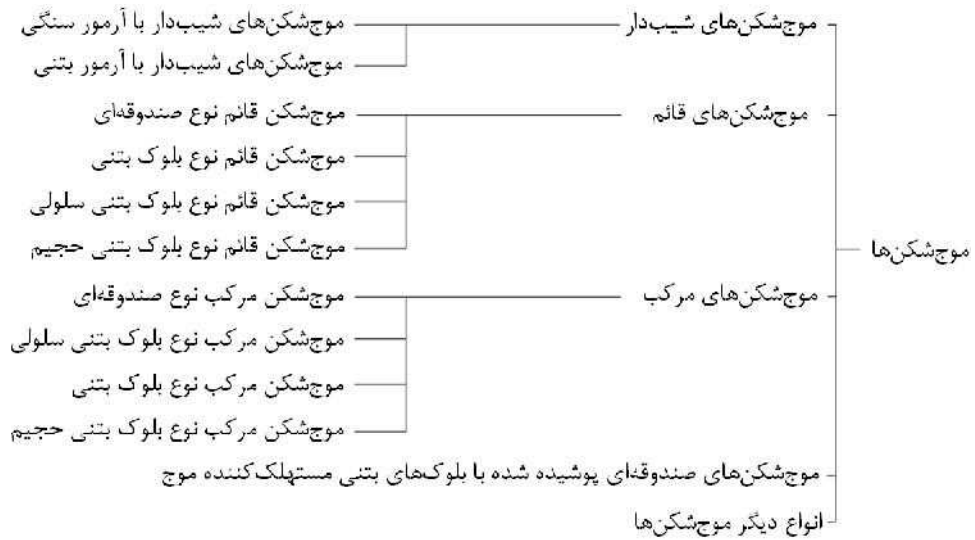 موج‌شکن‌های شیب‌دار
موج‌شکن‌های شیب‌دار با آرمور سنگی
موج‌شکن‌های شیب‌دار با آرمور بتنی
موج‌شکن‌های قائم
موج‌شکن قائم نوع صندوقه‌ای
موج‌شکن قائم نوع بلوک بتنی
موج‌شکن قائم نوع بلوک بتنی سلولی
موج‌شکن قائم نوع بلوک بتنی حجیم
موج‌شکن‌ها
موج‌شکن‌های مرکب
موج‌شکن مرکب نوع صندوقه‌ای
موج‌شکن مرکب نوع بلوک بتنی سلولی
موج‌شکن مرکب نوع بلوک بتنی
موج‌شکن مرکب نوع بلوک بتنی حجیم
موج‌شکن‌های صندوقه‌ای پوشیده شده با بلوک‌های بتنی مستهلک‌کننده موج
انواع دیگر موج‌شکن‌ها